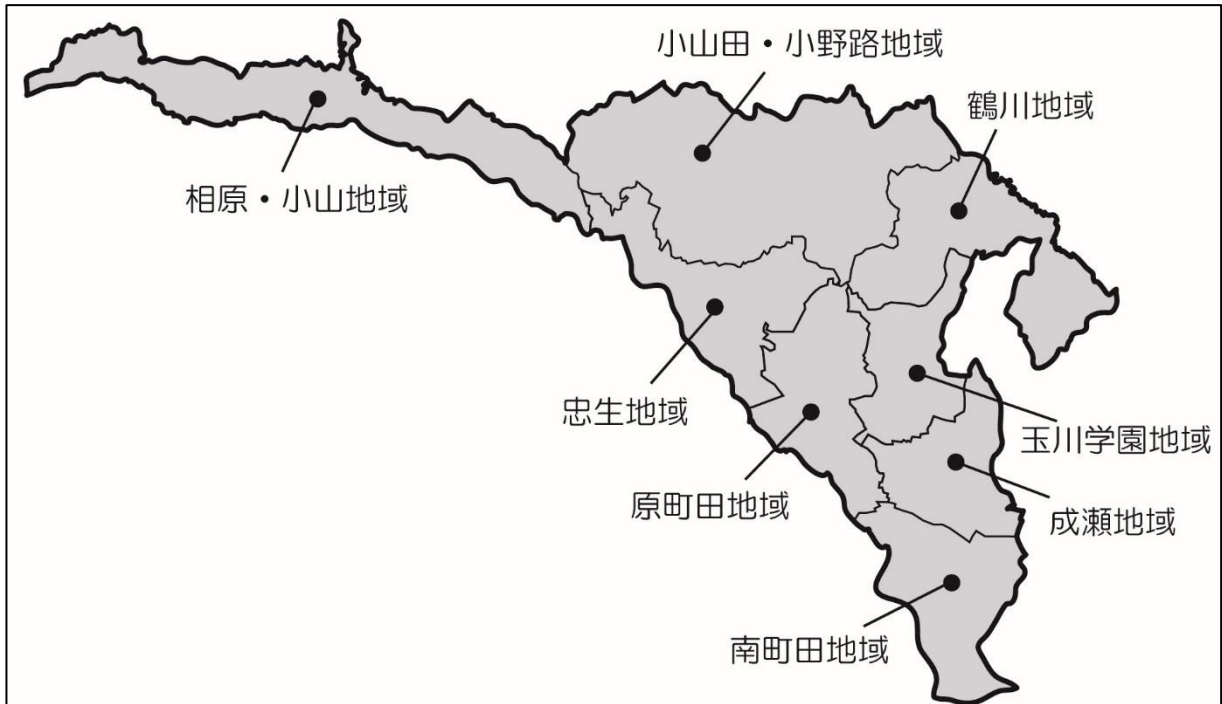 小山田・小野路地域
鶴川地域
相原・小山地域
忠生地域
玉川学園地域
原町田地域
成瀬地域
南町田地域